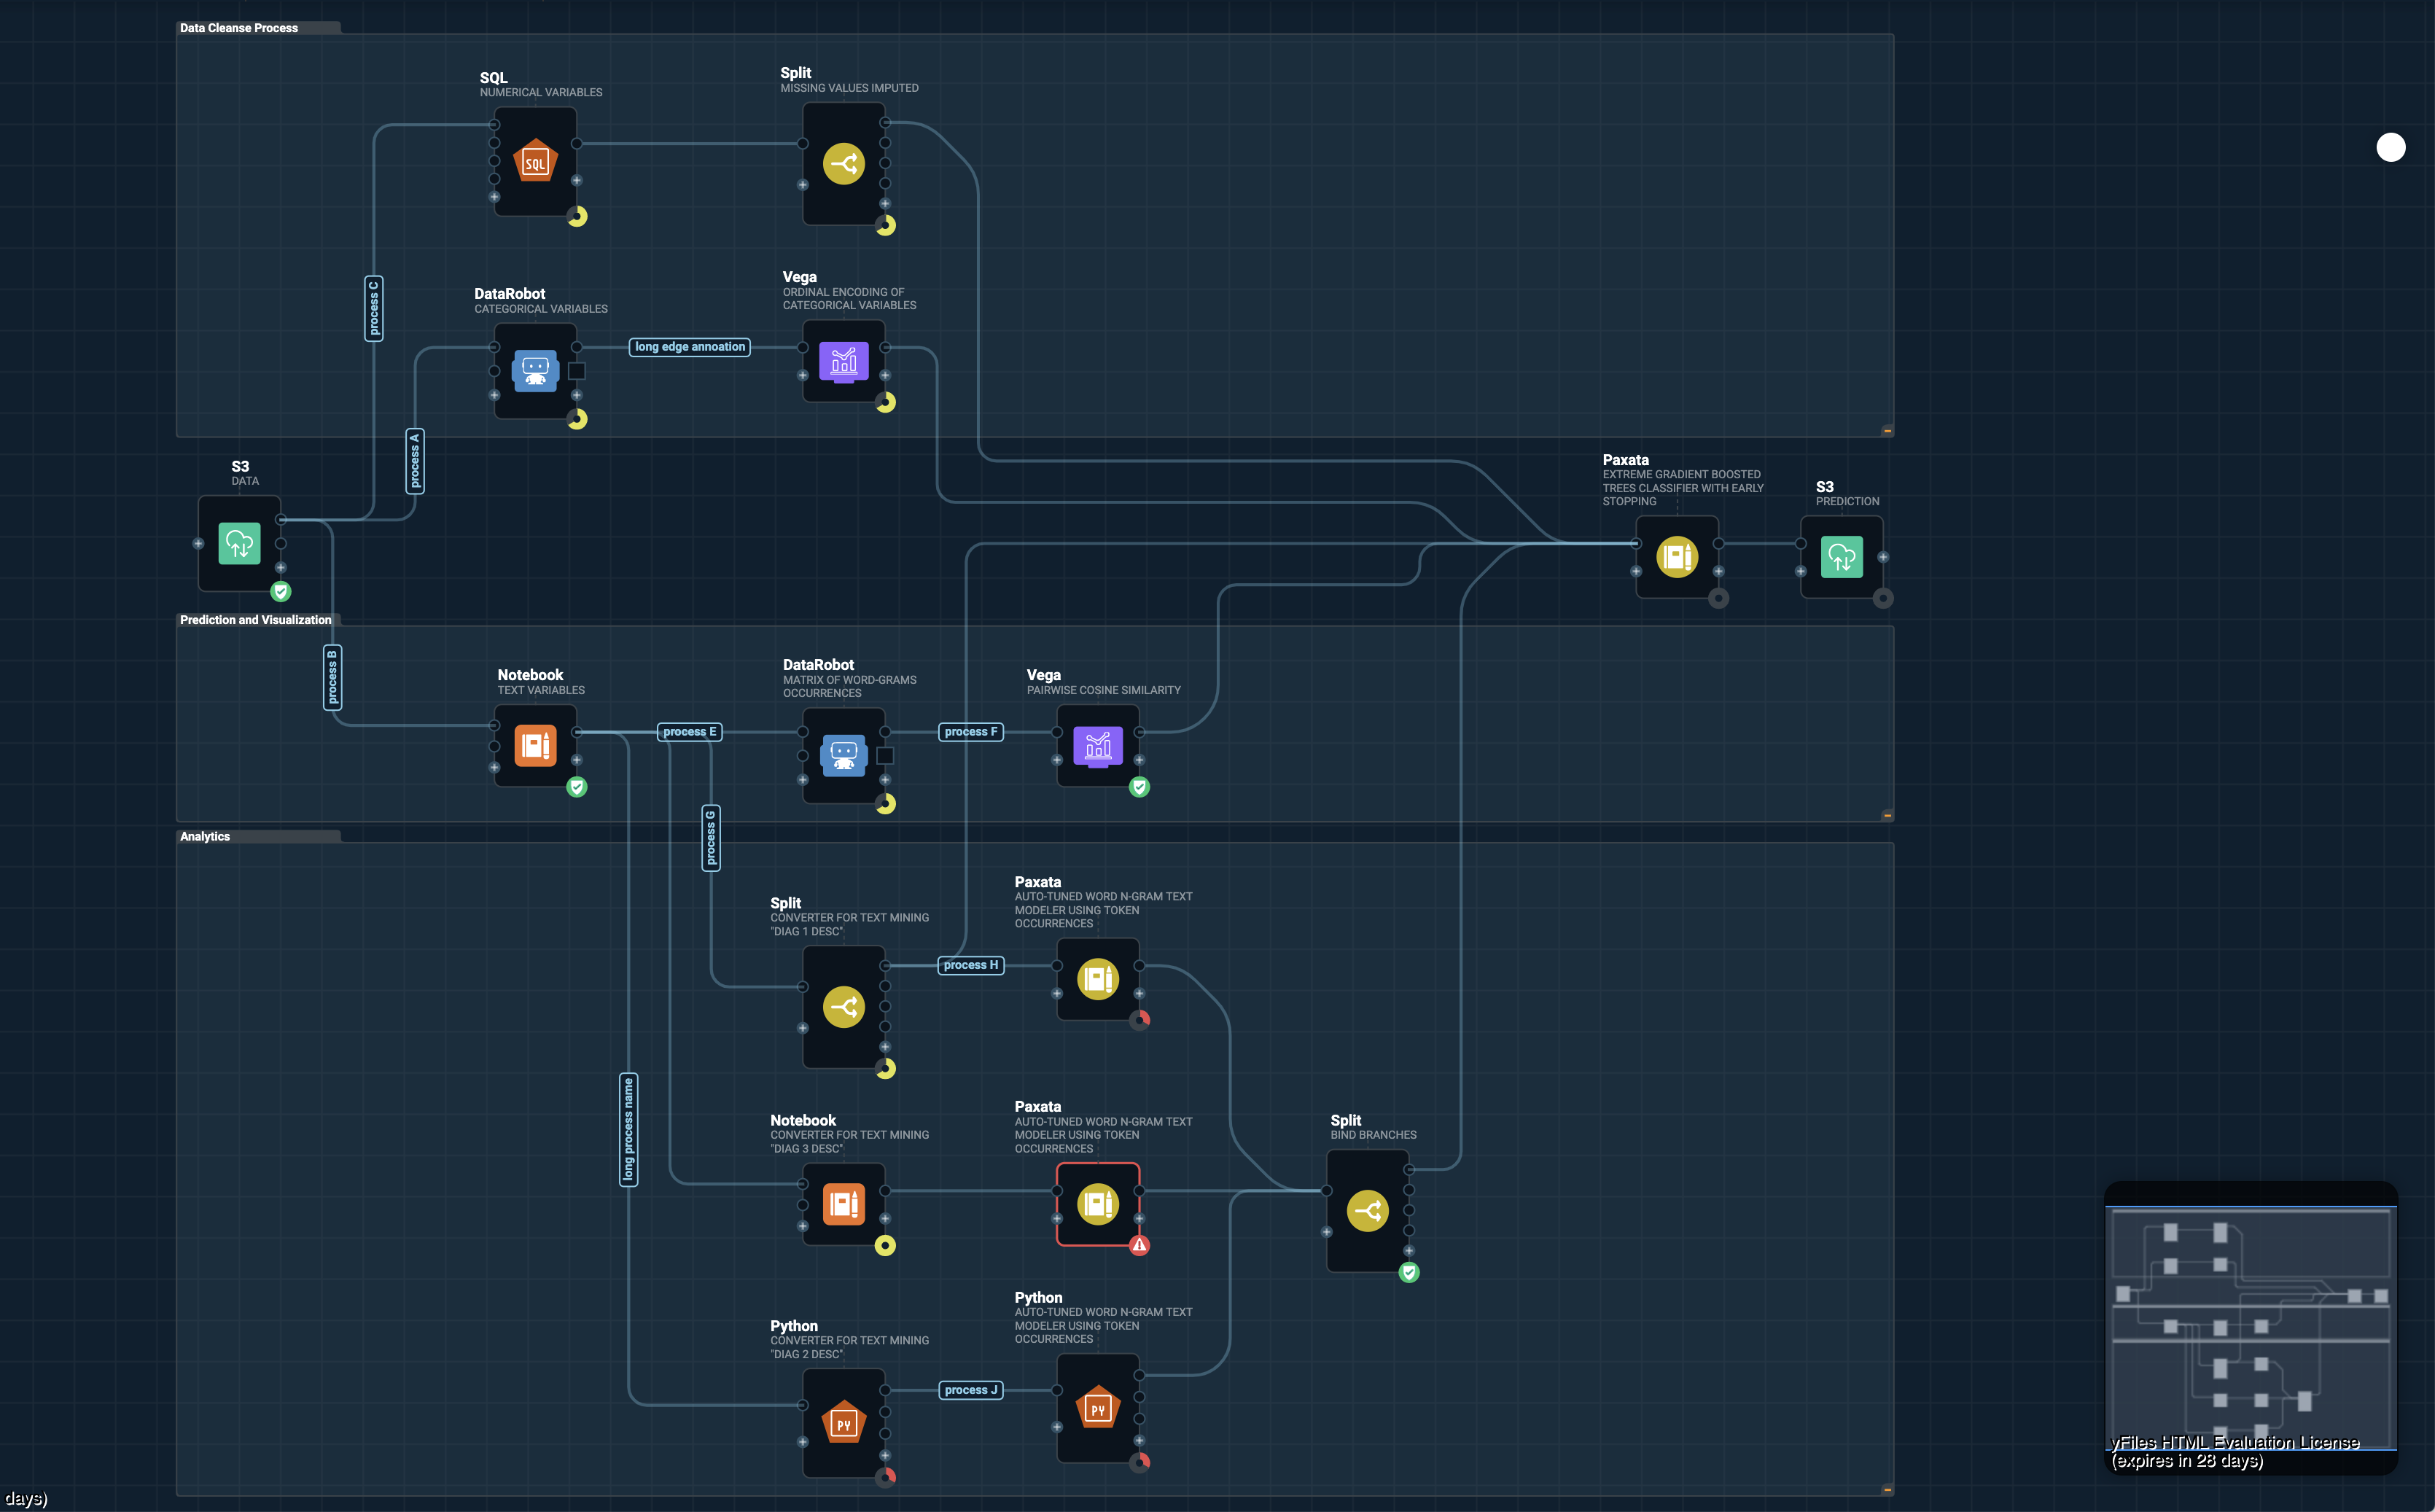 Data Cleanse Process
SQL
NUMERICAL VARIABLES
SQL
Split
MISSING VALUES IMPUTED
process C
DataRobot
CATEGORICAL VARIABLES
long edge annoation
Vega
ORDINAL ENCODING OF
CATEGORICAL VARIABLES
process A
S3
DATA
Paxata
EXTREME GRADIENT BOOSTED
TREES CLASSIFIER WITH EARLY
STOPPING
S3
PREDICTION
Prediction and Visualization
process B
Notebook
TEXT VARIABLES
process E
DataRobot
MATRIX OF WORD-GRAMS
OCCURRENCES
process F
Vega
PAIRWISE COSINE SIMILARITY
process G
Analytics
Split
CONVERTER FOR TEXT MINING
"DIAG 1 DESC"
process H
Paxata
AUTO-TUNED WORD N-GRAM TEXT
MODELER USING TOKEN
OCCURRENCES
long process name
Notebook
CONVERTER FOR TEXT MINING
"DIAG 3 DESC"
Paxata
AUTO-TUNED WORD N-GRAM TEXT
MODELER USING TOKEN
OCCURRENCES
Split
BIND BRANCHES
Python
CONVERTER FOR TEXT MINING
"DIAG 2 DESC"
PY
process J
Python
AUTO-TUNED WORD N-GRAM TEXT
MODELER USING TOKEN
OCCURRENCES
PY
yFiles HTML Evaluation License
(expires in 28 days)
days)